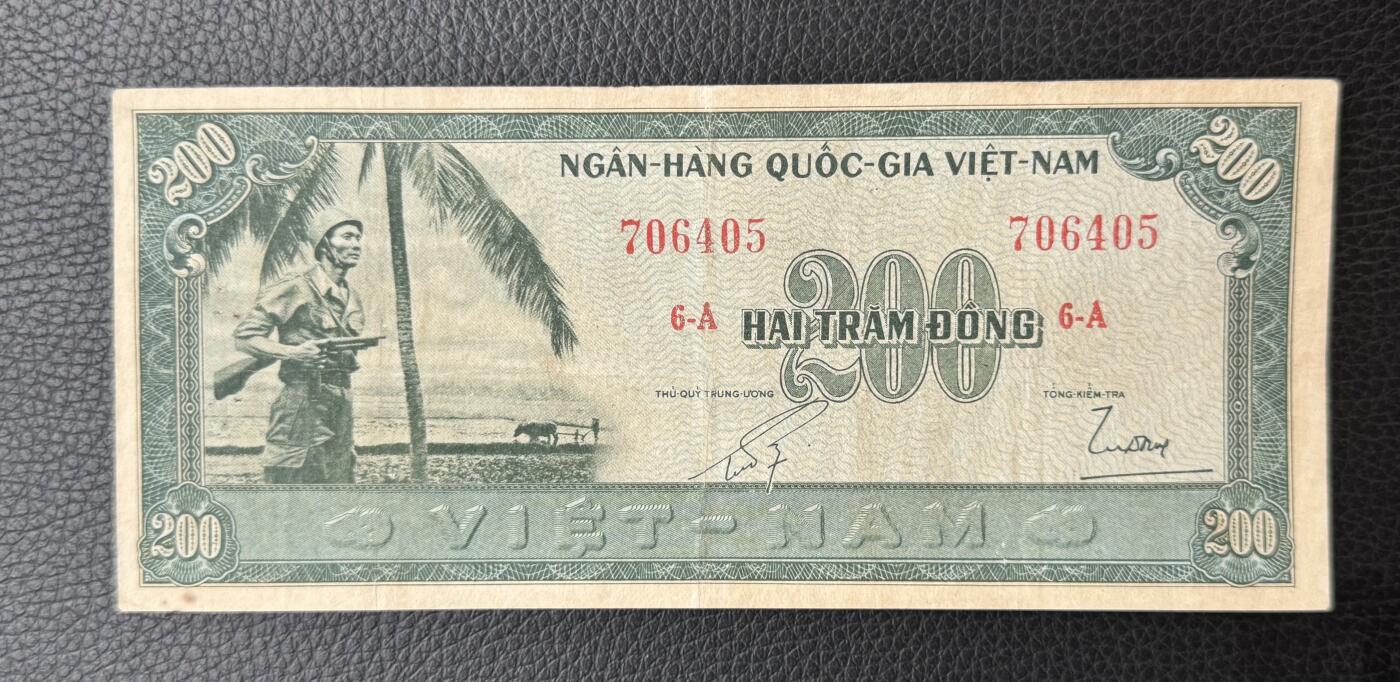 200 200
NGÂN-HÀNG QUỐC-GIA VIỆT-NAM
706405 706405
200
6-A HAI TRĂM ĐỒNG 6-A
THỦ-QUỸ TRUNG-ƯƠNG TỔNG-KIỂM-TRA
VIỆT-NAM
200 200